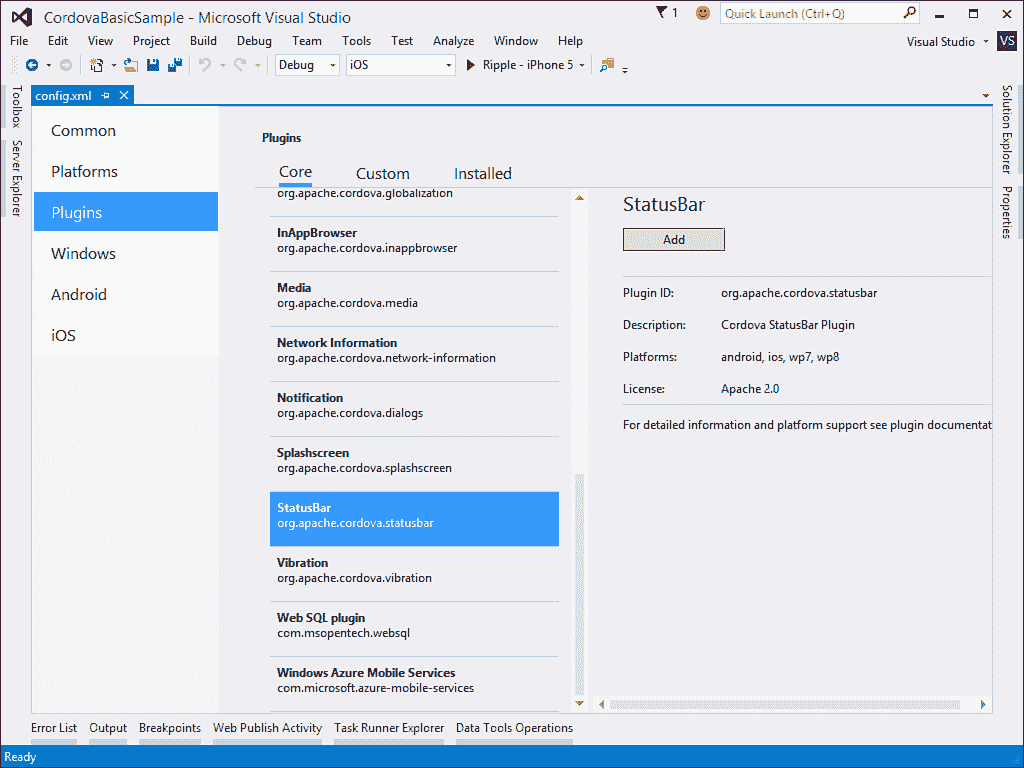 CordovaBasicSample - Microsoft Visual Studio
1
Quick Launch (Ctrl+Q)
File Edit View Project Build Debug Team Tools Test Analyze Window Help
Visual Studio
VS
Debug
iOS
Ripple - iPhone 5
Toolbox
Server Explorer
config.xml
Solution Explorer
Properties
Common
Platforms
Plugins
Windows
Android
iOS
Plugins
Core Custom Installed
org.apache.cordova.globalization
InAppBrowser
org.apache.cordova.inappbrowser
Media
org.apache.cordova.media
Network Information
org.apache.cordova.network-information
Notification
org.apache.cordova.dialogs
Splashscreen
org.apache.cordova.splashscreen
StatusBar
org.apache.cordova.statusbar
Vibration
org.apache.cordova.vibration
Web SQL plugin
com.msopentech.websql
Windows Azure Mobile Services
com.microsoft.azure-mobile-services
StatusBar
Add
Plugin ID: org.apache.cordova.statusbar
Description: Cordova StatusBar Plugin
Platforms: android, ios, wp7, wp8
License: Apache 2.0
For detailed information and platform support see plugin documentat
Error List Output Breakpoints Web Publish Activity Task Runner Explorer Data Tools Operations
Ready